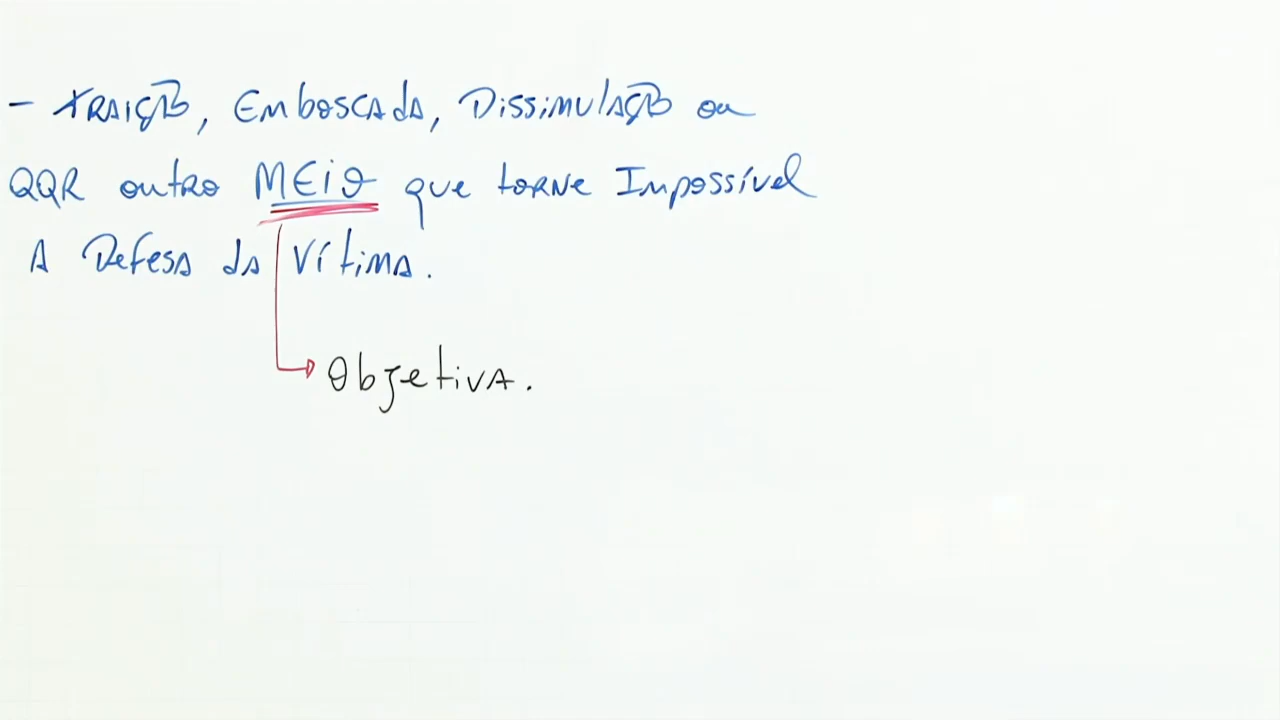 - TRAIÇÃO, EmboscAdA, DissimulAÇÃO ou
QQR outro MEiO que torne Impossível
A Defesa da Vítima.
Objetiva.